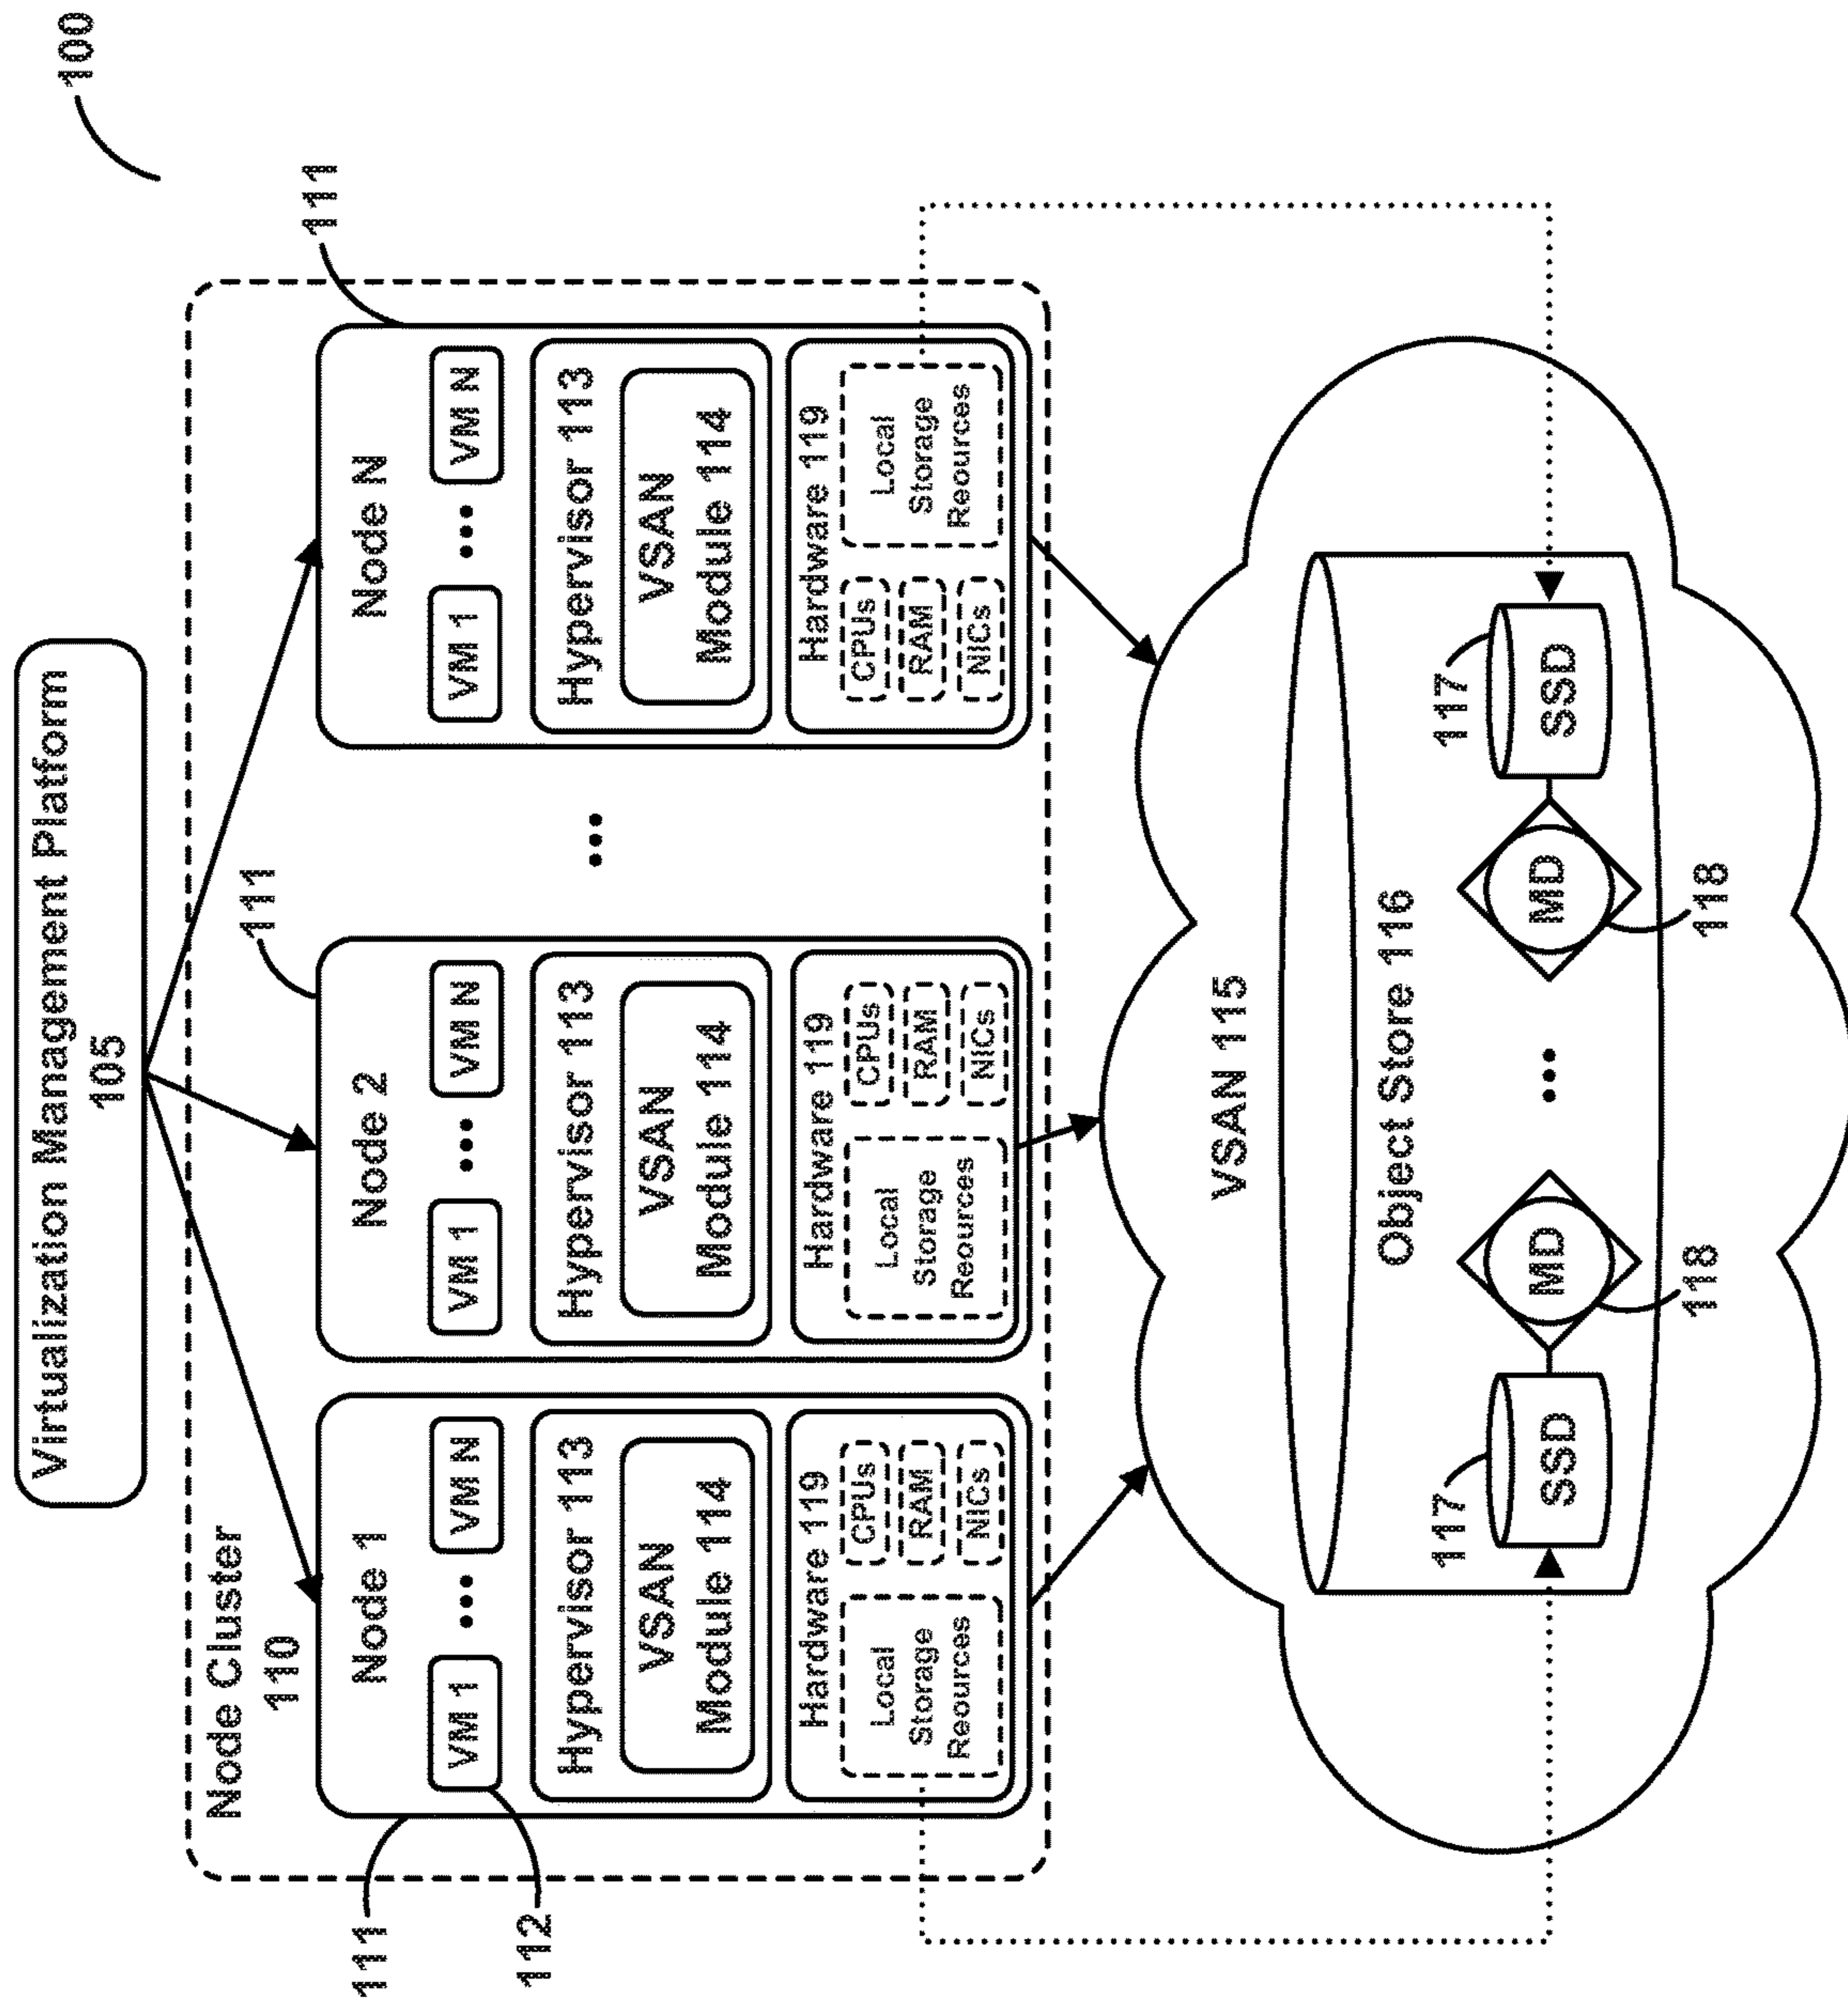 100
Virtualization Management Platform
105
Node Cluster
110
111
111
111
Node 1
Node 2
Node N
VM 1
•••
VM N
VM 1
•••
VM N
•••
VM 1
•••
VM N
112
Hypervisor 113
Hypervisor 113
Hypervisor 113
VSAN
Module 114
VSAN
Module 114
VSAN
Module 114
Hardware 119
Hardware 119
Hardware 119
Local
Storage
Reources
CPUs
RAM
NICs
Local
Storage
Reources
CPUs
RAM
NICs
CPUs
RAM
NICs
Local
Storage
Reources
VSAN 115
Object Store 116
117
117
SSD
MD
•••
MD
SSD
118
118